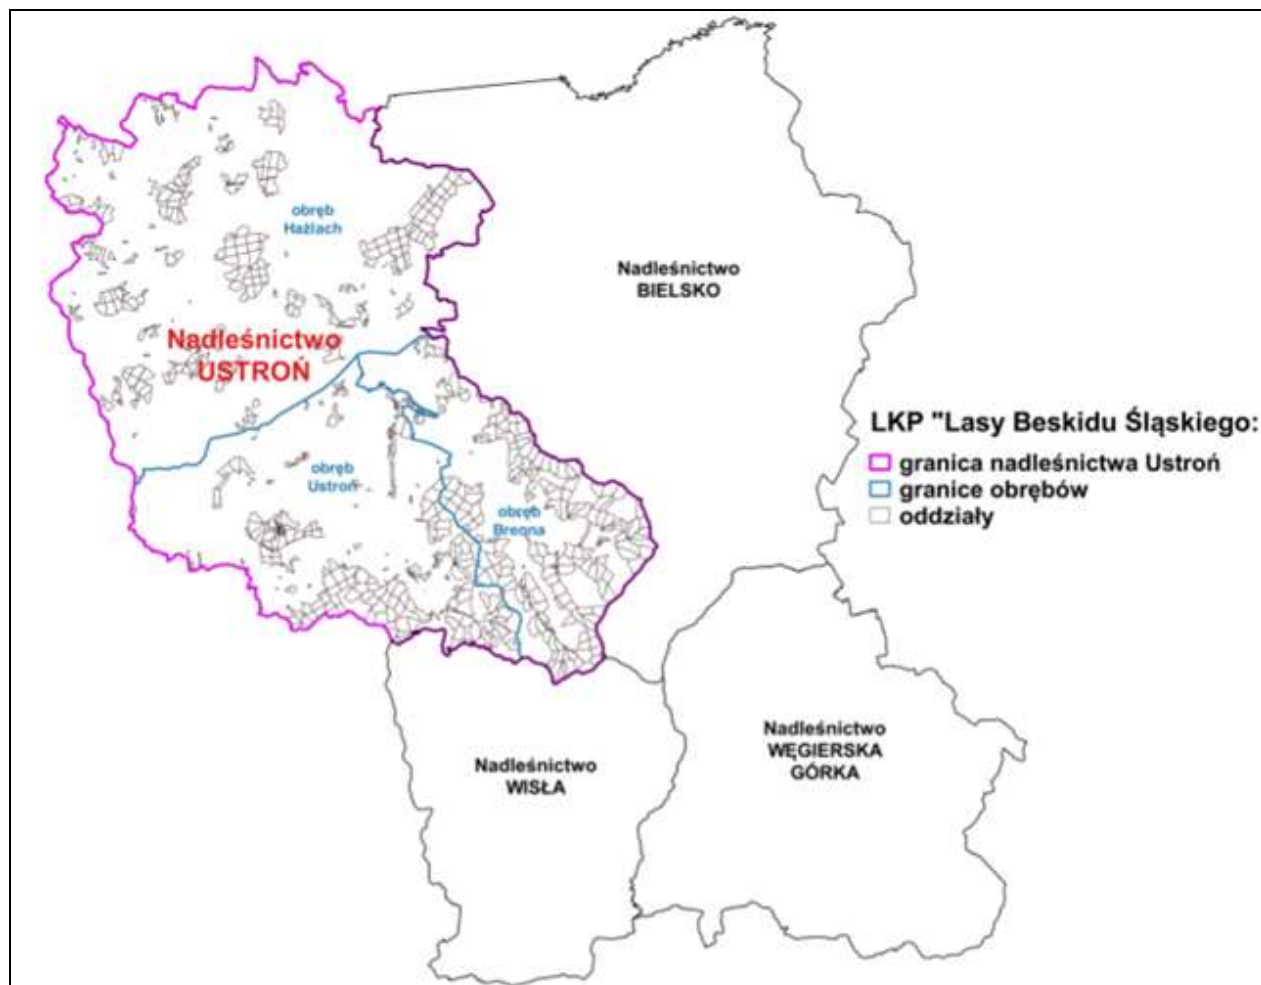 obręb
Hażlach
Nadleśnictwo
BIELSKO
Nadleśnictwo
USTROŃ
LKP "Lasy Beskidu Śląskiego:
granica nadleśnictwa Ustroń
granice obrębów
oddziały
obręb
Ustroń
obręb
Brenna
Nadleśnictwo
WĘGIERSKA
GÓRKA
Nadleśnictwo
WISŁA